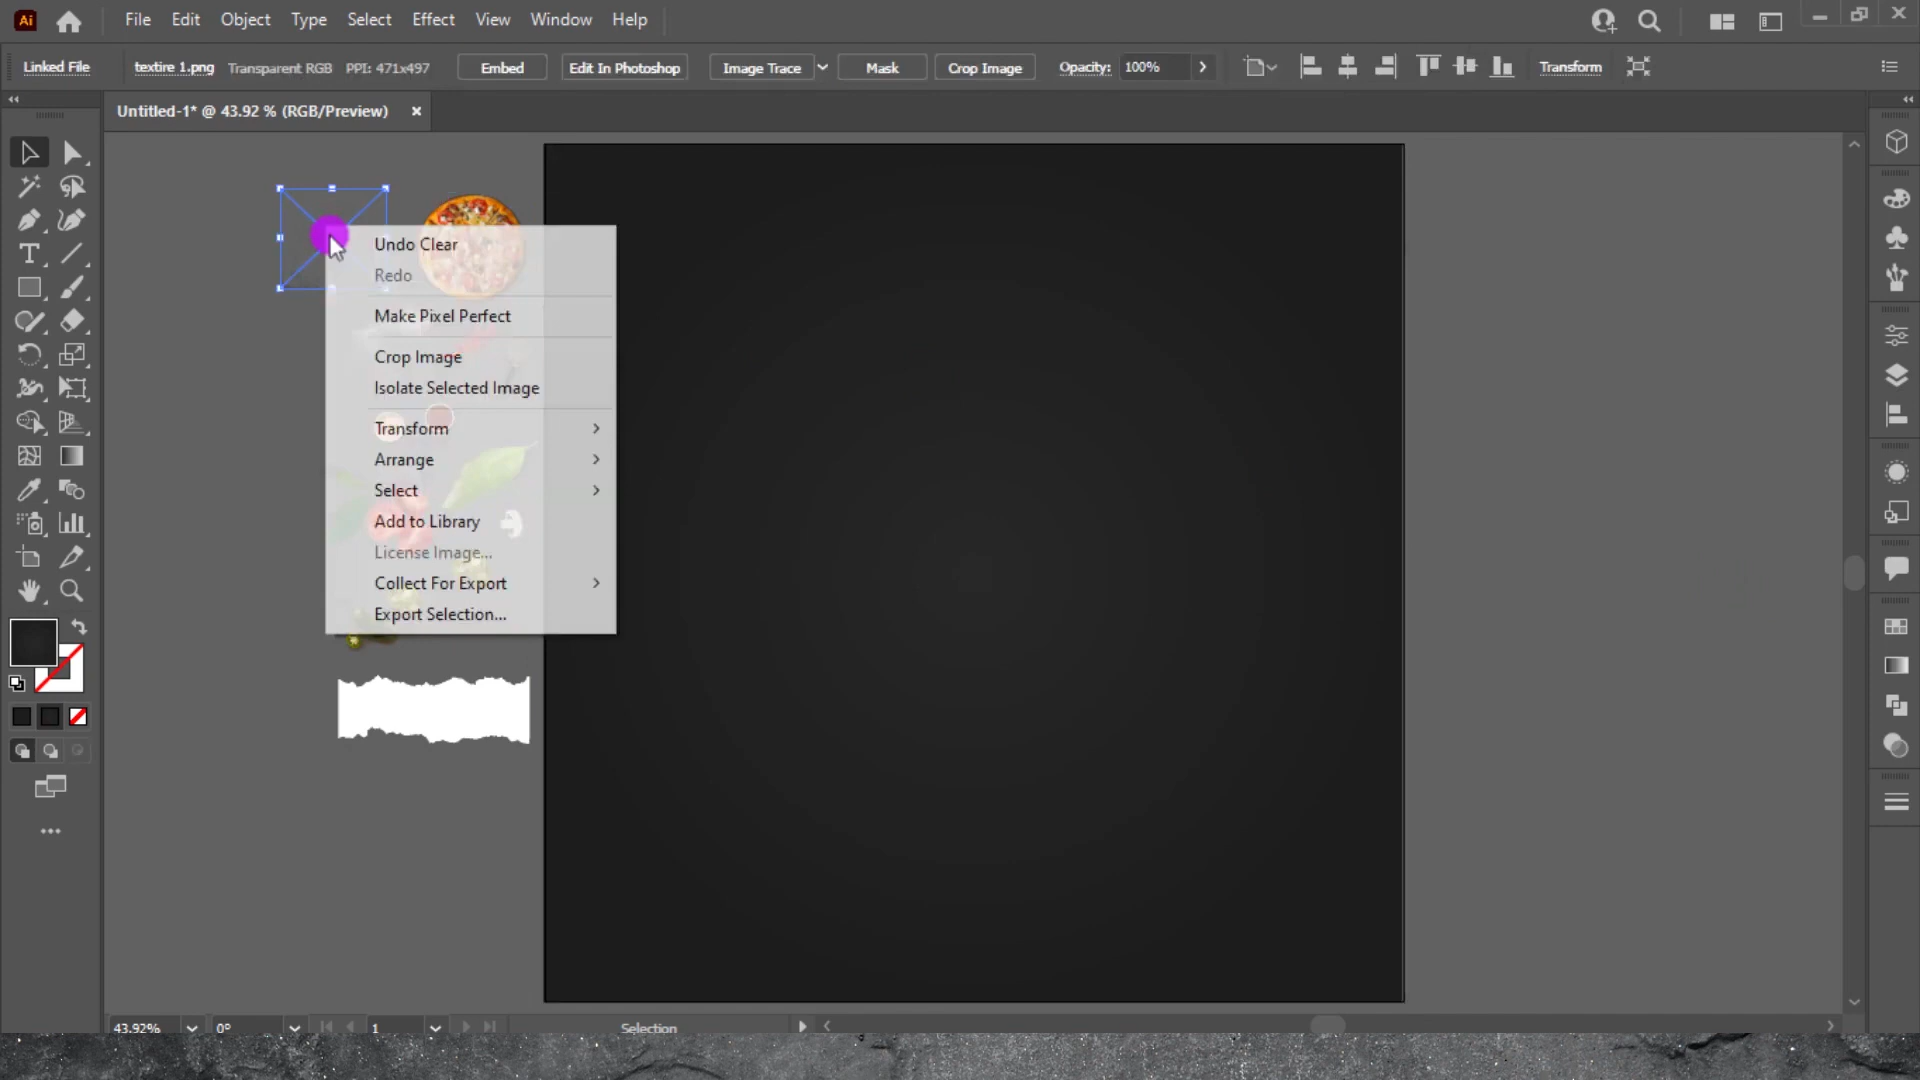 Ai
File Edit Object Type Select Effect View Window Help
Linked File textire 1.png Transparent RGB PPI: 471x497 Embed Edit In Photoshop Image Trace Mask Crop Image Opacity: 100% Transform
Untitled-1* @ 43.92 % (RGB/Preview)
Undo Clear
Redo
Make Pixel Perfect
Crop Image
Isolate Selected Image
Transform
Arrange
Select
Add to Library
License Image...
Collect For Export
Export Selection...
43.92% 0° 1 Selection